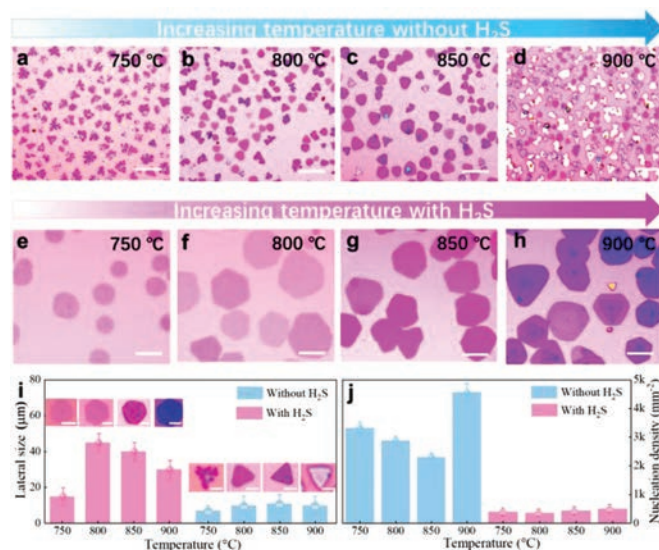 Increasing temperature without H₂S
a 750 °C
b 800 °C
c 850 °C
d 900 °C
Increasing temperature with H₂S
e 750 °C
f 800 °C
g 850 °C
h 900 °C
i
80
60
40
20
0
Lateral size (μm)
Without H₂S
With H₂S
750 800 850 900 750 800 850 900
Temperature (°C)
j
Without H₂S
With H₂S
5k
4k
3k
2k
1k
0
Nucleation density (mm⁻²)
750 800 850 900 750 800 850 900
Temperature (°C)